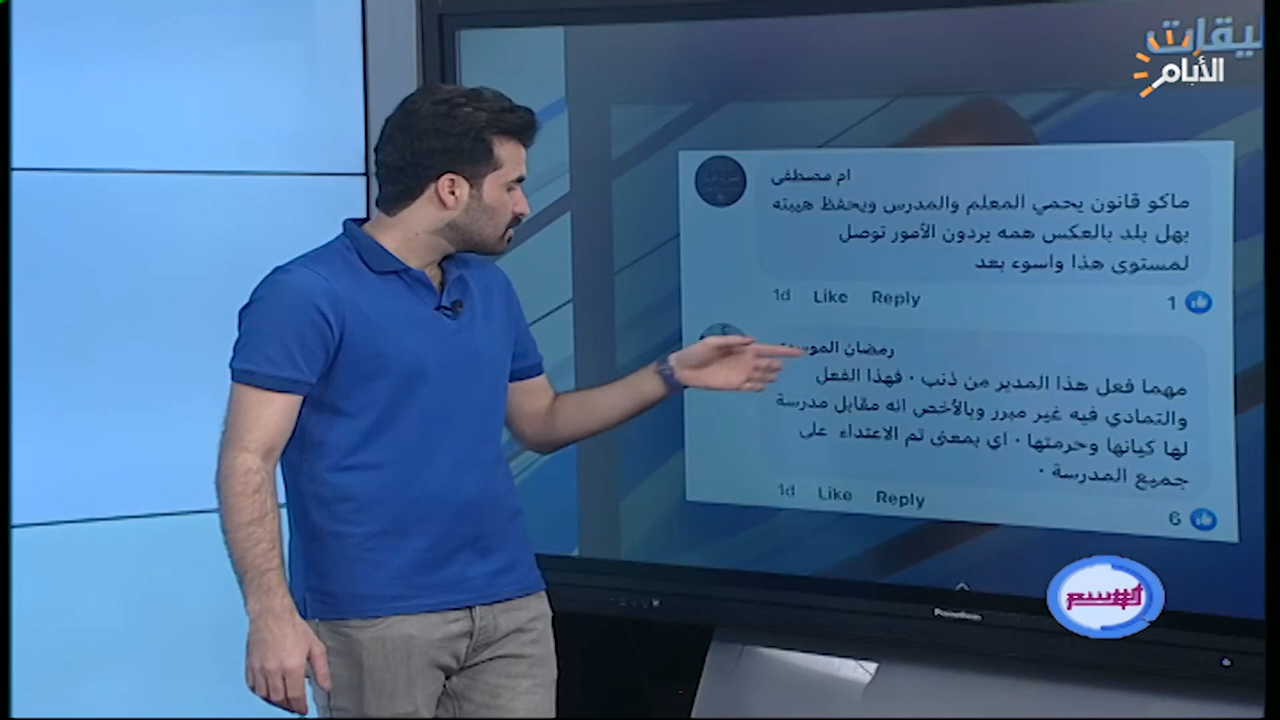 الأيام
ام مصطفى
ماكو قانون يحمي المعلم والمدرس ويحفظ هيبته
بهل بلد بالعكس همه يردون الأمور توصل
لمستوى هذا واسوء بعد
1d Like Reply 1
رمضان
مهما فعل هذا المدير من ذنب . فهذا الفعل
والتمادي فيه غير مبرر وبالأخص انه مقابل مدرسة
لها كيانها وحرمتها . اي بمعنى تم الاعتداء على
جميع المدرسة .
1d Like Reply 6